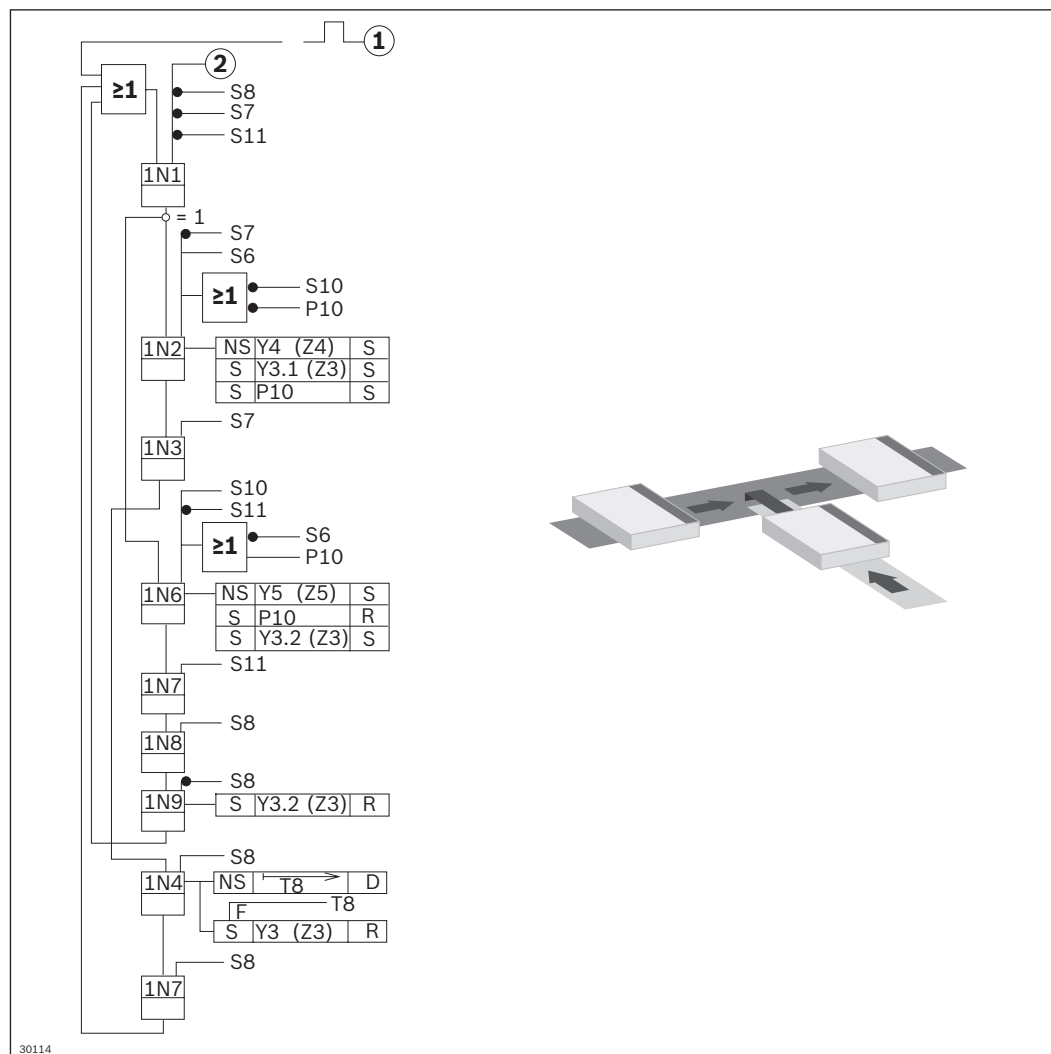 1
2
≥1
S8
S7
S11
1N1
= 1
S7
S6
≥1
S10
P10
1N2
NS Y4 (Z4) S
S Y3.1 (Z3) S
S P10 S
S7
1N3
S10
S11
≥1
S6
P10
1N6
NS Y5 (Z5) S
S P10 R
S Y3.2 (Z3) S
S11
1N7
S8
1N8
S8
1N9
S Y3.2 (Z3) R
S8
1N4
NS T8 D
F T8
S Y3 (Z3) R
S8
1N7
30114